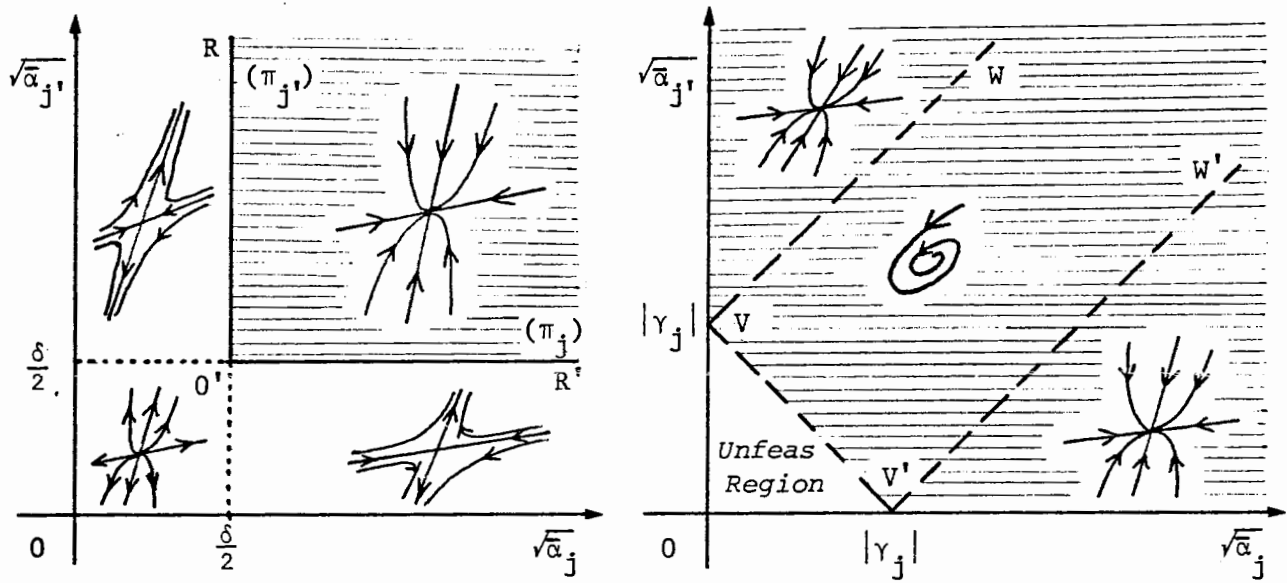 √ᾱj'
R
(πj')
(πj)
R'
δ/2
O'
0
δ/2
√ᾱj
√ᾱj'
W
W'
|γj|
V
Unfeas
Region
V'
0
|γj|
√ᾱj